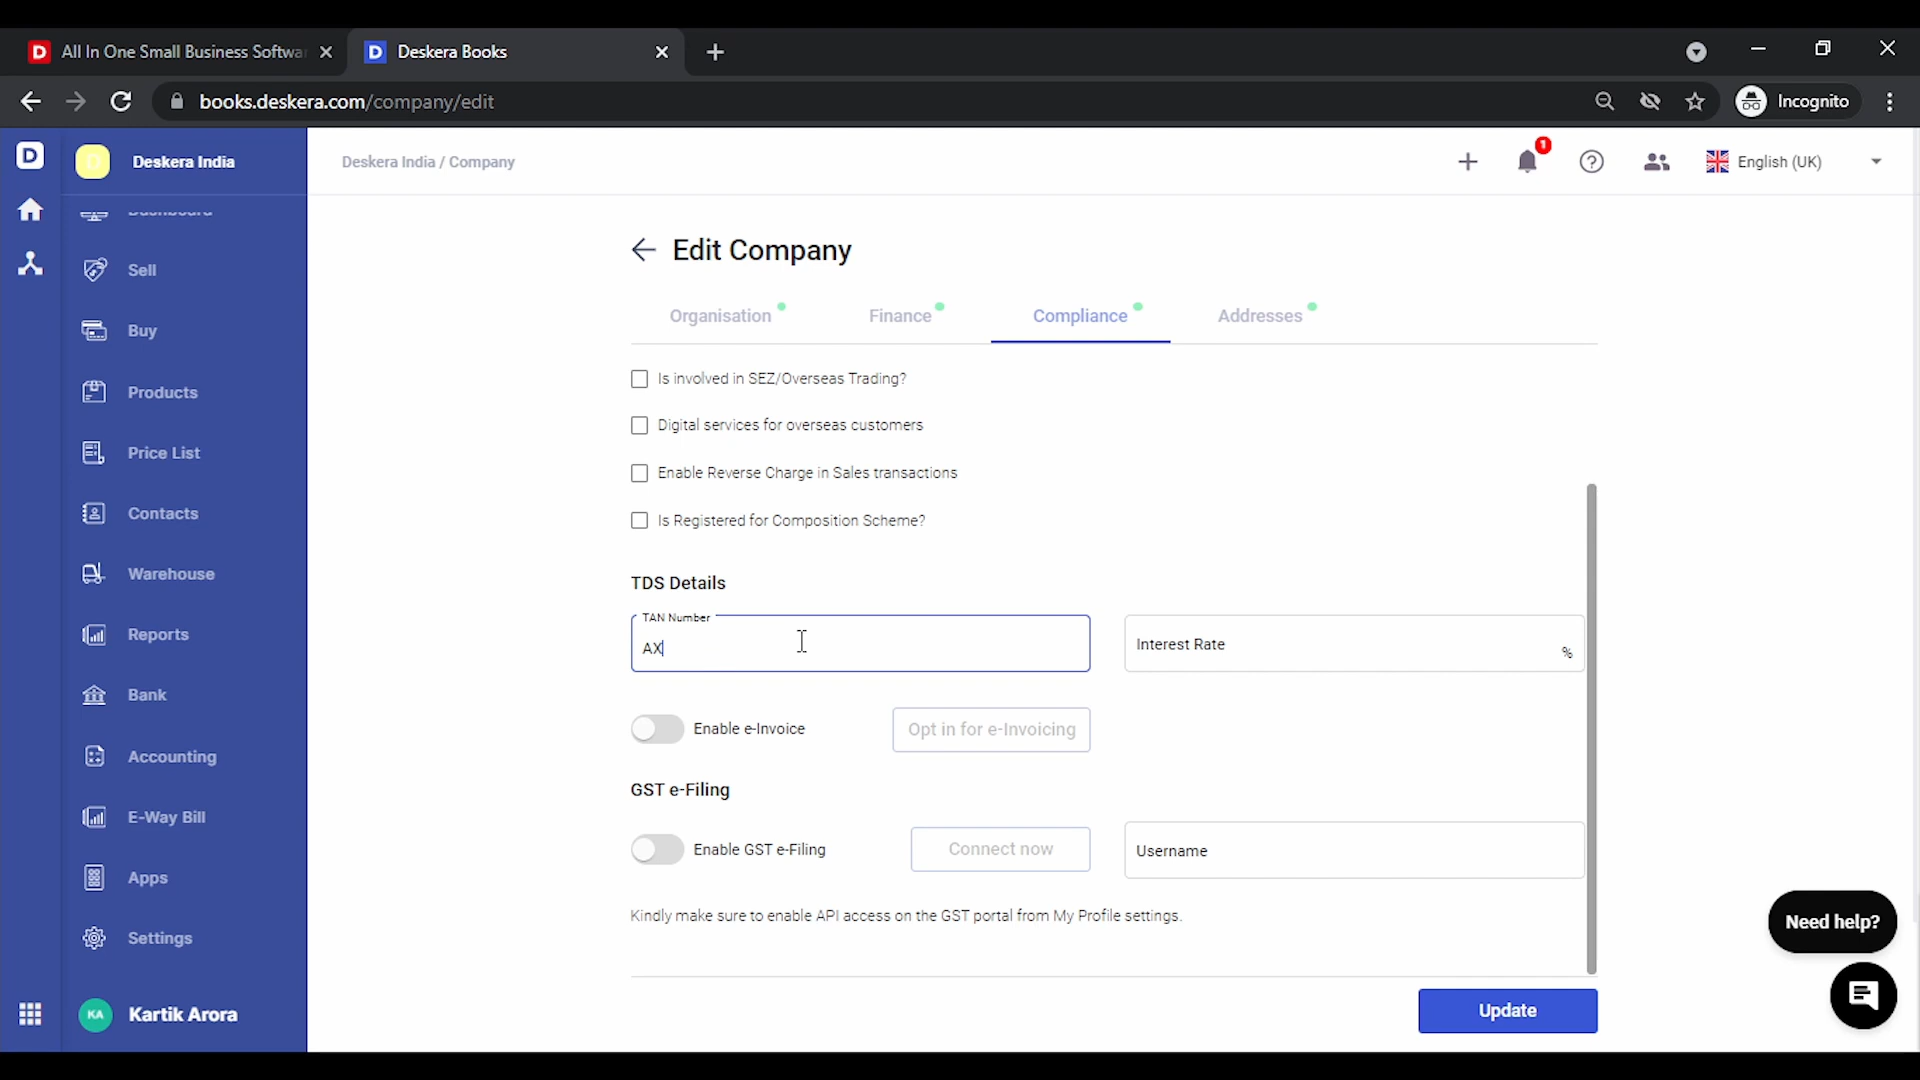 D All In One Small Business Softwa
D Deskera Books
books.deskera.com/company/edit
Incognito
D
Deskera India
Deskera India / Company
1
English (UK)
Dashboard
Sell
Buy
Products
Price List
Contacts
Warehouse
Reports
Bank
Accounting
E-Way Bill
Apps
Settings
KA Kartik Arora
Edit Company
Organisation Finance Compliance Addresses
Is involved in SEZ/Overseas Trading?
Digital services for overseas customers
Enable Reverse Charge in Sales transactions
Is Registered for Composition Scheme?
TDS Details
TAN Number
AX
Interest Rate %
Enable e-Invoice Opt in for e-Invoicing
GST e-Filing
Enable GST e-Filing Connect now Username
Kindly make sure to enable API access on the GST portal from My Profile settings.
Need help?
Update